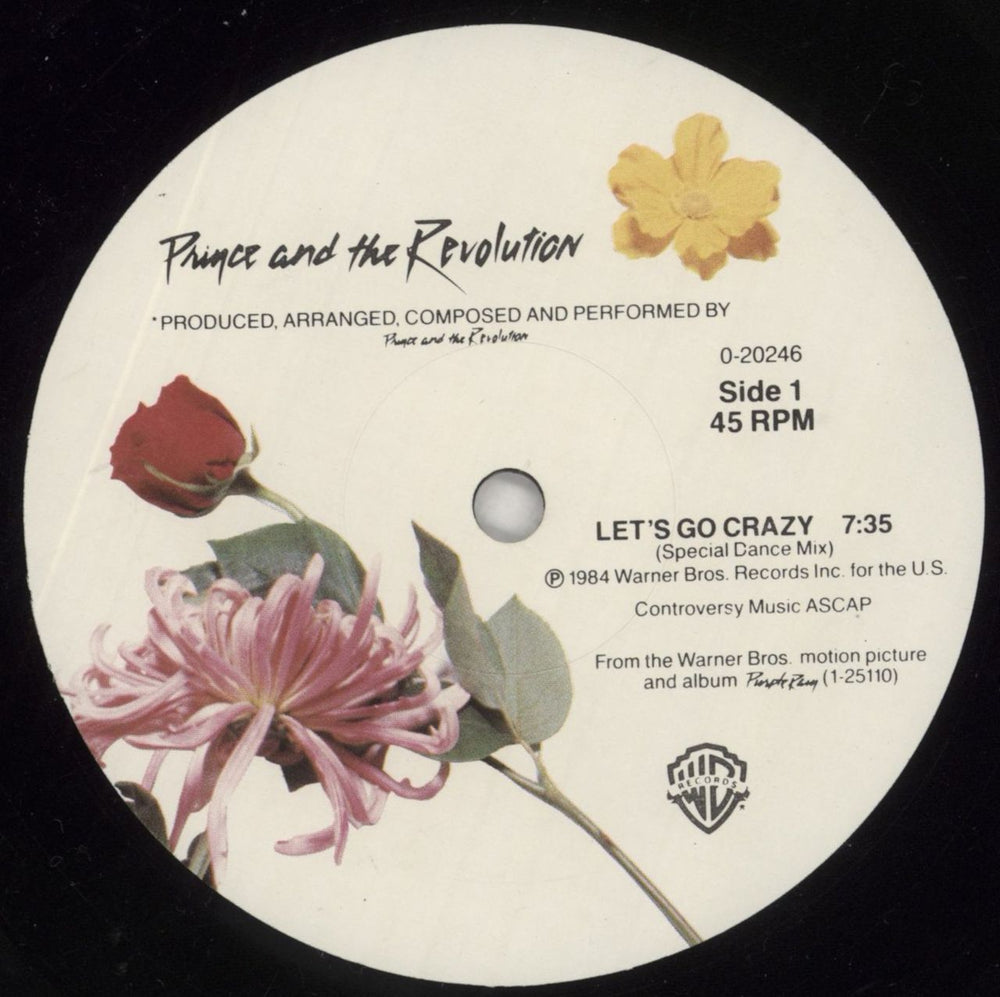 Prince and the Revolution
*PRODUCED, ARRANGED, COMPOSED AND PERFORMED BY
Prince and the Revolution
0-20246
Side 1
45 RPM
LET'S GO CRAZY 7:35
(Special Dance Mix)
℗ 1984 Warner Bros. Records Inc. for the U.S.
Controversy Music ASCAP
From the Warner Bros. motion picture
and album Purple Rain (1-25110)
WB
RECORDS